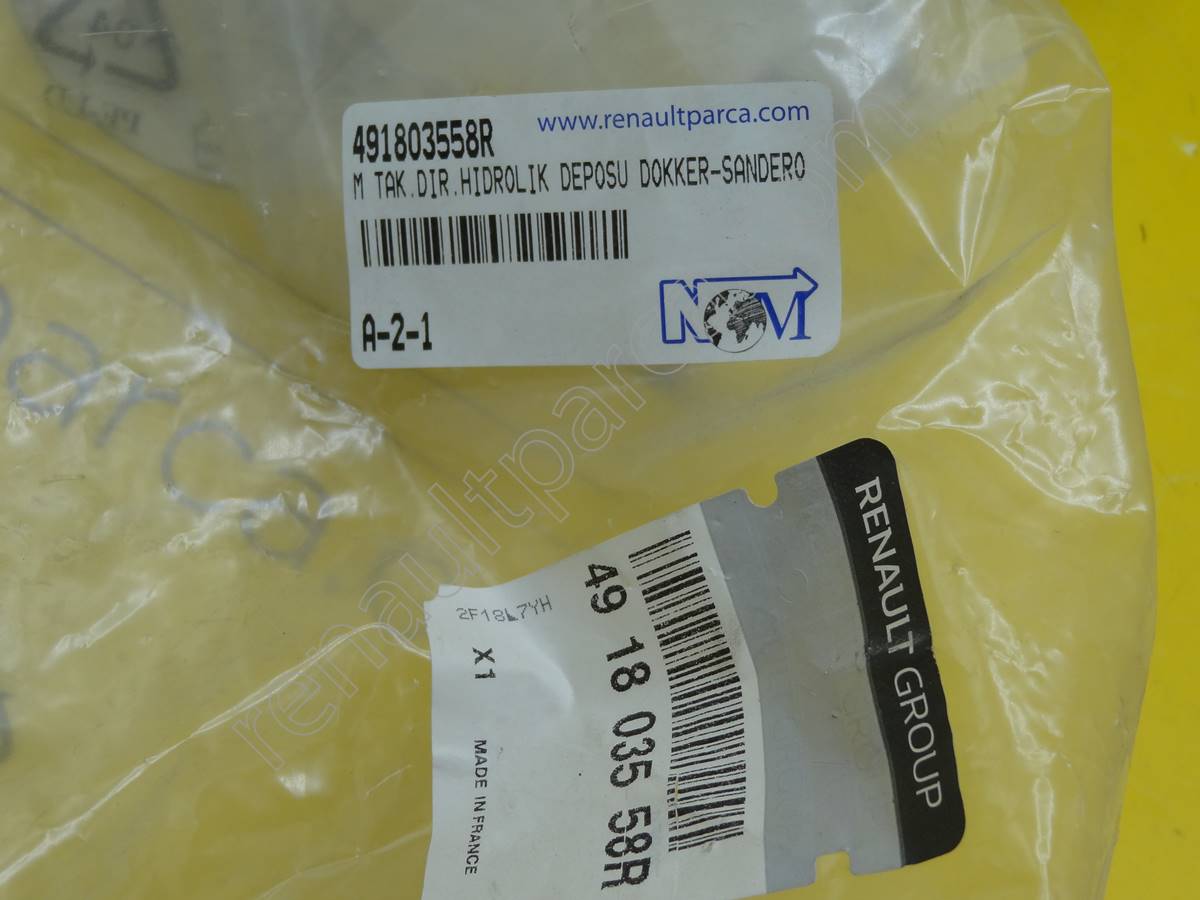 491803558R
www.renaultparca.com
M TAK.DIR.HIDROLIK DEPOSU DOKKER-SANDERO
A-2-1
NM
RENAULT GROUP
49 18 035 58R
2F18L7YH
X1
MADE IN FRANCE
renaultparca.com